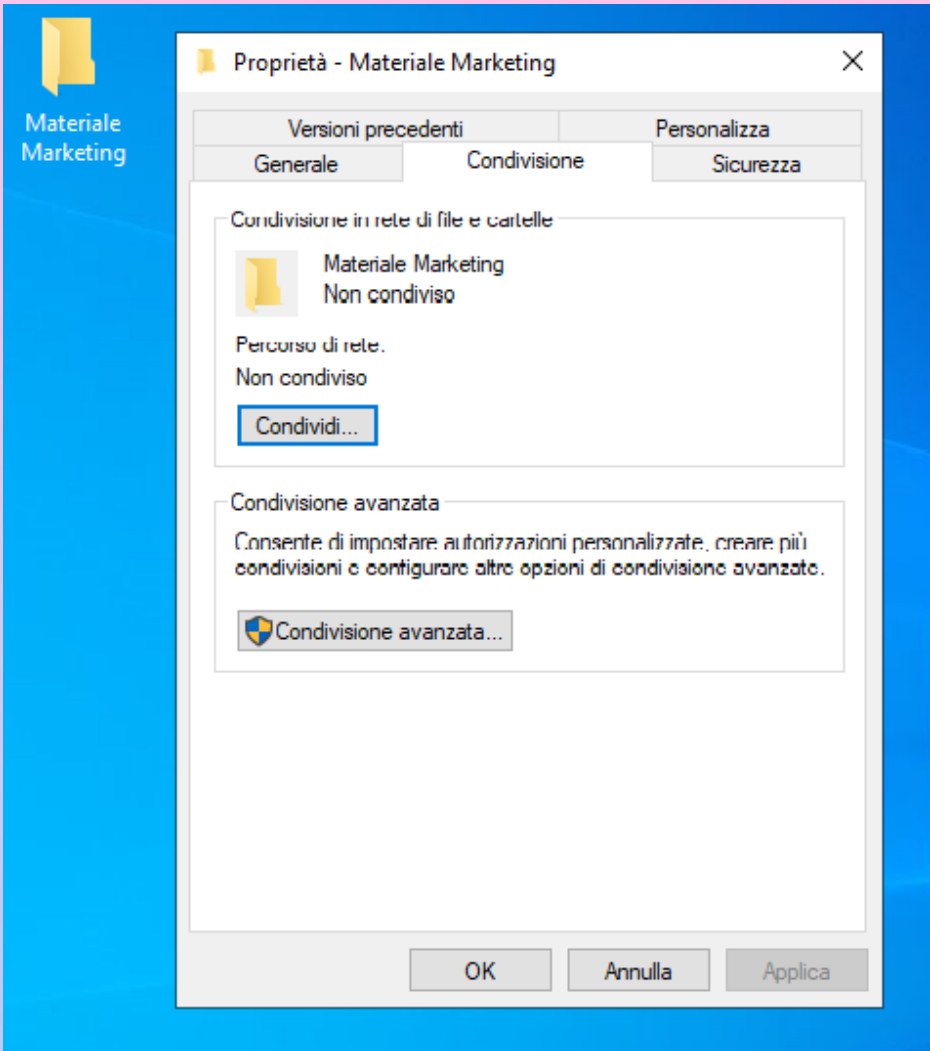 Materiale
Marketing
Proprietà - Materiale Marketing
Versioni precedenti
Personalizza
Generale
Condivisione
Sicurezza
Condivisione in rete di file e cartelle
Materiale Marketing
Non condiviso
Percorso di rete:
Non condiviso
Condividi...
Condivisione avanzata
Consente di impostare autorizzazioni personalizzate, creare più
condivisioni e configurare altre opzioni di condivisione avanzate.
Condivisione avanzata...
OK
Annulla
Applica